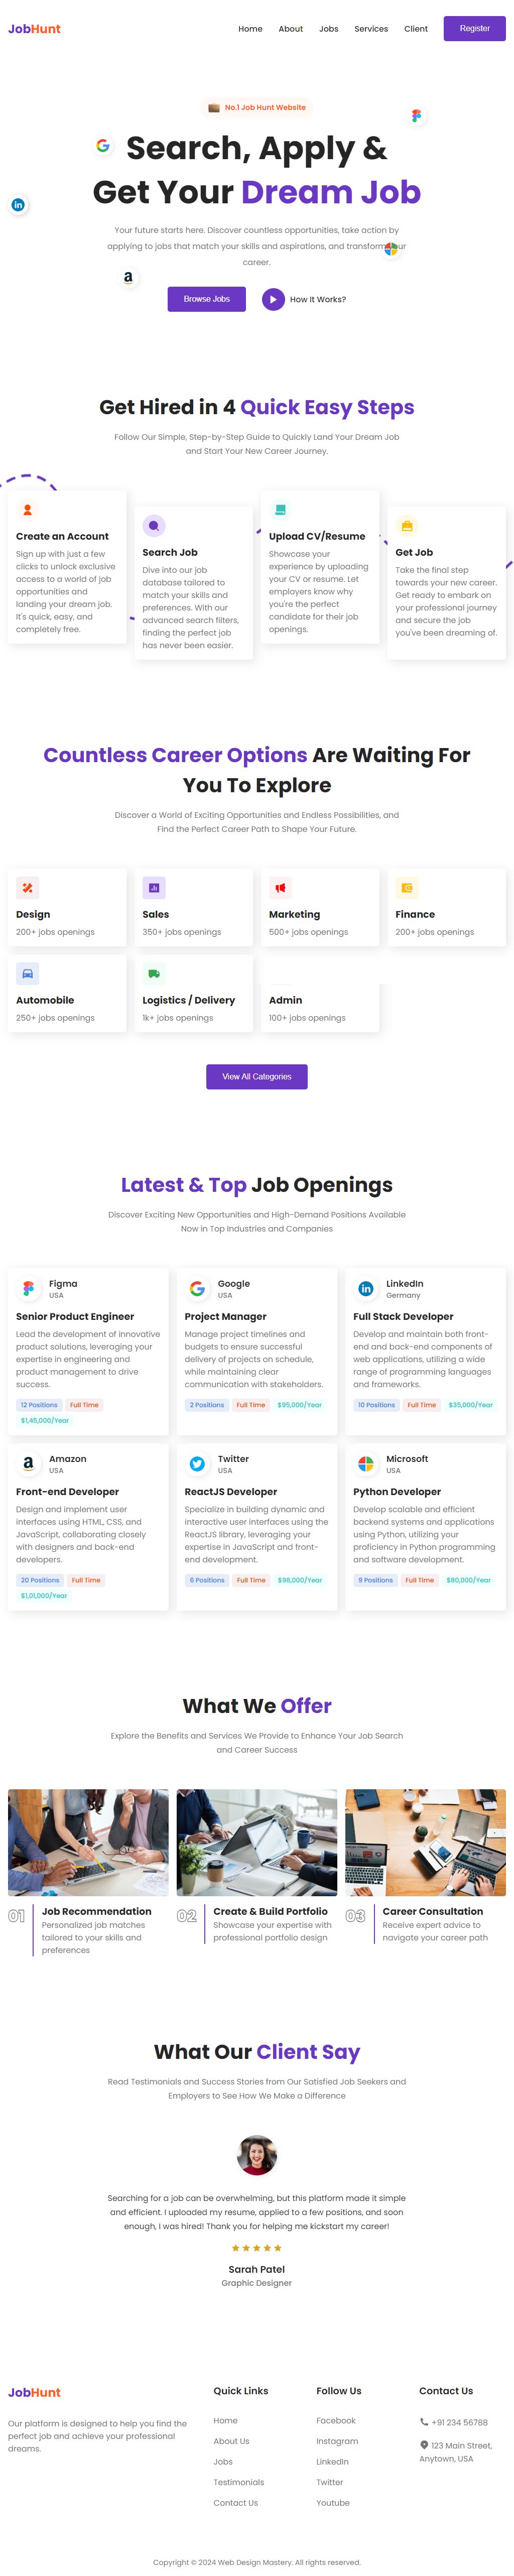 JobHunt
Home About Jobs Services Client Register
No.1 Job Hunt Website
Search, Apply &
Get Your Dream Job
Your future starts here. Discover countless opportunities, take action by
applying to jobs that match your skills and aspirations, and transform your
career.
Browse Jobs How It Works?
Get Hired in 4 Quick Easy Steps
Follow Our Simple, Step-by-Step Guide to Quickly Land Your Dream Job
and Start Your New Career Journey.
Create an Account
Sign up with just a few
clicks to unlock exclusive
access to a world of job
opportunities and
landing your dream job.
It's quick, easy, and
completely free.
Search Job
Dive into our job
database tailored to
match your skills and
preferences. With our
advanced search filters,
finding the perfect job
has never been easier.
Upload CV/Resume
Showcase your
experience by uploading
your CV or resume. Let
employers know why
you're the perfect
candidate for their job
openings.
Get Job
Take the final step
towards your new career.
Get ready to embark on
your professional journey
and secure the job
you've been dreaming of.
Countless Career Options Are Waiting For
You To Explore
Discover a World of Exciting Opportunities and Endless Possibilities, and
Find the Perfect Career Path to Shape Your Future.
Design
200+ jobs openings
Sales
350+ jobs openings
Marketing
500+ jobs openings
Finance
200+ jobs openings
Automobile
250+ jobs openings
Logistics / Delivery
1k+ jobs openings
Admin
100+ jobs openings
View All Categories
Latest & Top Job Openings
Discover Exciting New Opportunities and High-Demand Positions Available
Now in Top Industries and Companies
Figma
USA
Senior Product Engineer
Lead the development of innovative
product solutions, leveraging your
expertise in engineering and
product management to drive
success.
12 Positions Full Time
$1,45,000/Year
Google
USA
Project Manager
Manage project timelines and
budgets to ensure successful
delivery of projects on schedule,
while maintaining clear
communication with stakeholders.
2 Positions Full Time $95,000/Year
LinkedIn
Germany
Full Stack Developer
Develop and maintain both front-
end and back-end components of
web applications, utilizing a wide
range of programming languages
and frameworks.
10 Positions Full Time $35,000/Year
Amazon
USA
Front-end Developer
Design and implement user
interfaces using HTML, CSS, and
JavaScript, collaborating closely
with designers and back-end
developers.
20 Positions Full Time
$1,01,000/Year
Twitter
USA
ReactJS Developer
Specialize in building dynamic and
interactive user interfaces using the
ReactJS library, leveraging your
expertise in JavaScript and front-
end development.
6 Positions Full Time $98,000/Year
Microsoft
USA
Python Developer
Develop scalable and efficient
backend systems and applications
using Python, utilizing your
proficiency in Python programming
and software development.
9 Positions Full Time $80,000/Year
What We Offer
Explore the Benefits and Services We Provide to Enhance Your Job Search
and Career Success
01
Job Recommendation
Personalized job matches
tailored to your skills and
preferences
02
Create & Build Portfolio
Showcase your expertise with
professional portfolio design
03
Career Consultation
Receive expert advice to
navigate your career path
What Our Client Say
Read Testimonials and Success Stories from Our Satisfied Job Seekers and
Employers to See How We Make a Difference
Searching for a job can be overwhelming, but this platform made it simple
and efficient. I uploaded my resume, applied to a few positions, and soon
enough, I was hired! Thank you for helping me kickstart my career!
Sarah Patel
Graphic Designer
JobHunt
Our platform is designed to help you find the
perfect job and achieve your professional
dreams.
Quick Links
Home
About Us
Jobs
Testimonials
Contact Us
Follow Us
Facebook
Instagram
LinkedIn
Twitter
Youtube
Contact Us
+91 234 56788
123 Main Street,
Anytown, USA
Copyright © 2024 Web Design Mastery. All rights reserved.